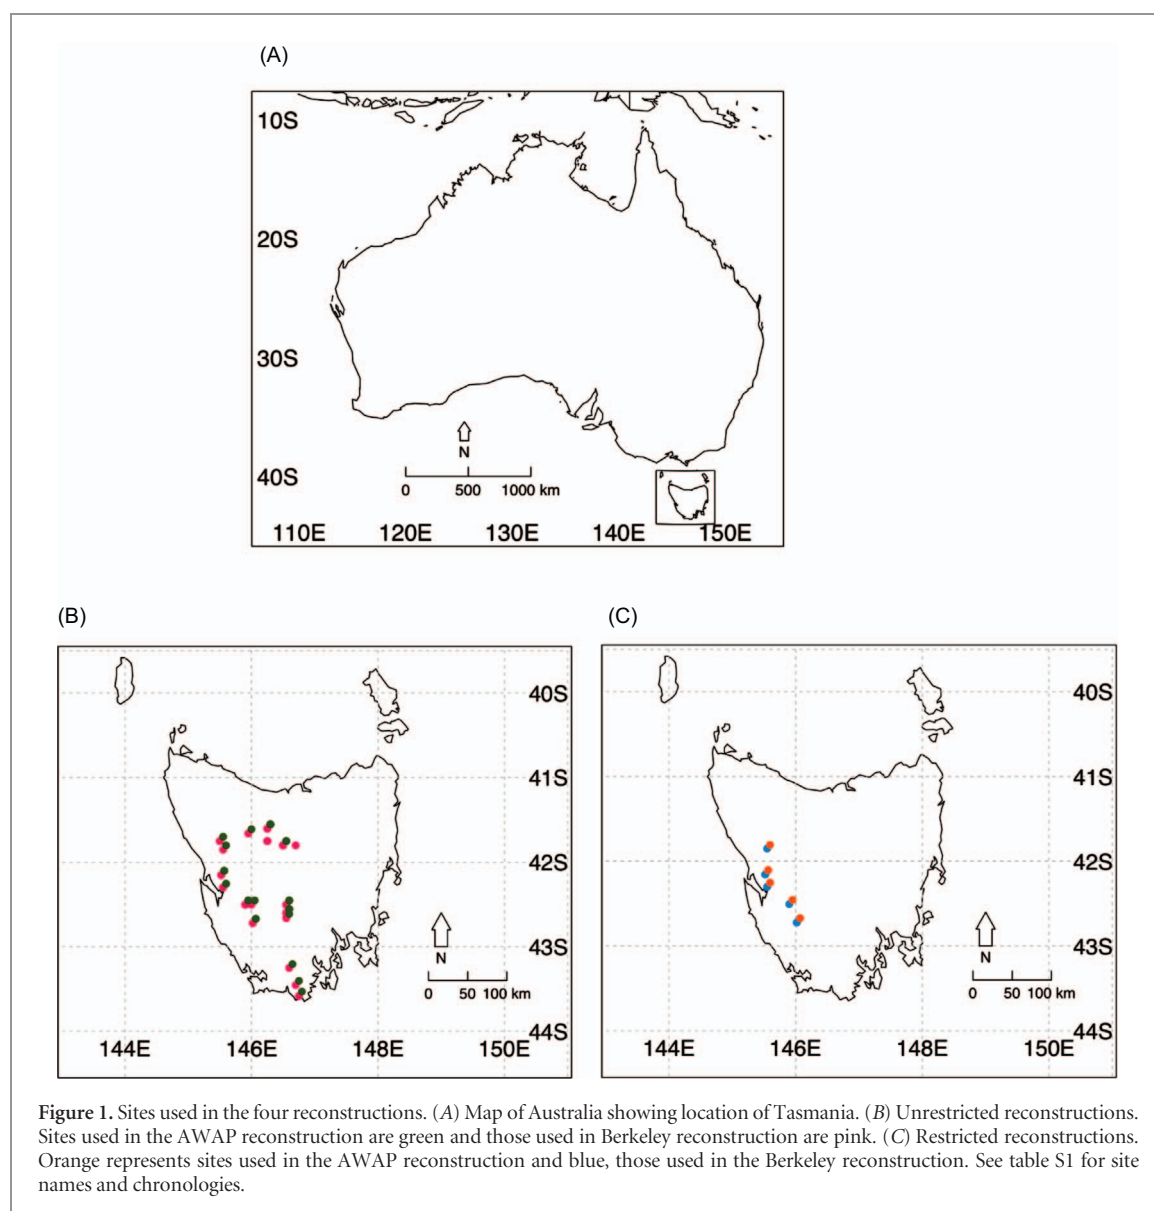 (A)
10S
20S
30S
40S
N
0 500 1000 km
110E 120E 130E 140E 150E
(B)
40S
41S
42S
43S
44S
N
0 50 100 km
144E 146E 148E 150E
(C)
40S
41S
42S
43S
44S
N
0 50 100 km
144E 146E 148E 150E
Figure 1. Sites used in the four reconstructions. (A) Map of Australia showing location of Tasmania. (B) Unrestricted reconstructions.
Sites used in the AWAP reconstruction are green and those used in Berkeley reconstruction are pink. (C) Restricted reconstructions.
Orange represents sites used in the AWAP reconstruction and blue, those used in the Berkeley reconstruction. See table S1 for site
names and chronologies.